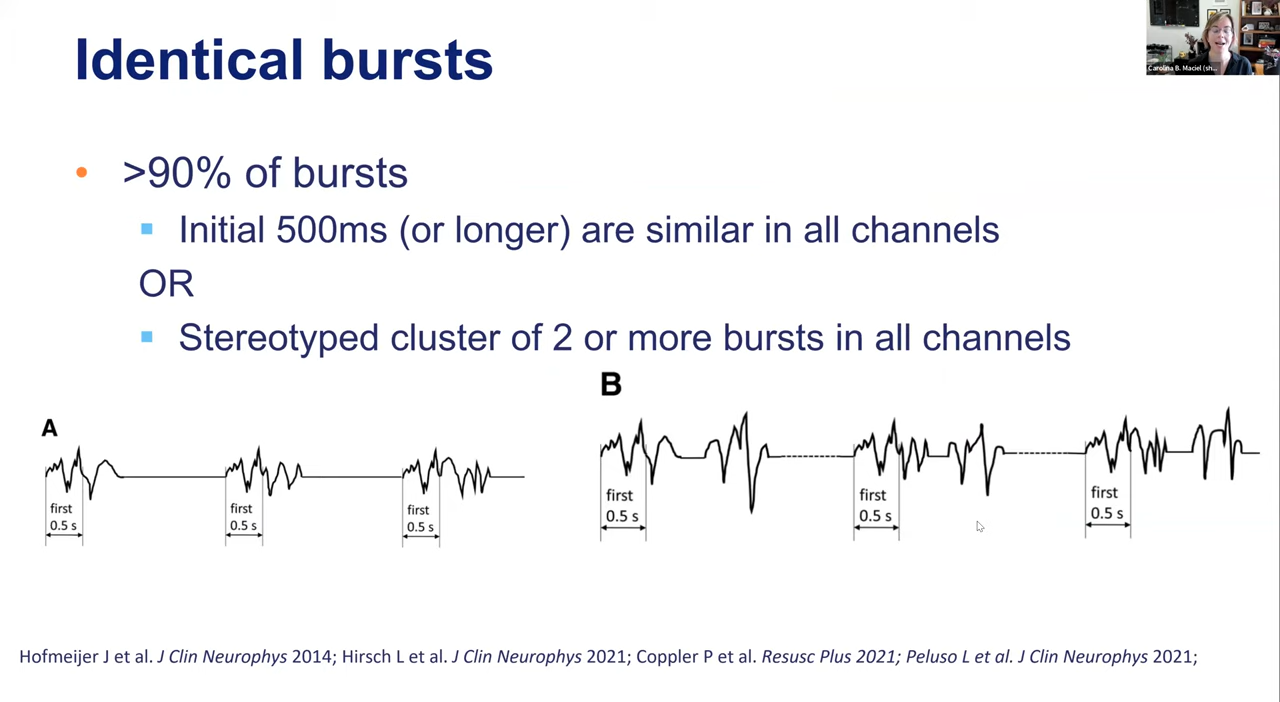 Identical bursts
Carolina B. Maciel (sh...
• >90% of bursts
▪ Initial 500ms (or longer) are similar in all channels
OR
▪ Stereotyped cluster of 2 or more bursts in all channels
A
first
0.5 s
first
0.5 s
first
0.5 s
B
first
0.5 s
first
0.5 s
first
0.5 s
Hofmeijer J et al. J Clin Neurophys 2014; Hirsch L et al. J Clin Neurophys 2021; Coppler P et al. Resusc Plus 2021; Peluso L et al. J Clin Neurophys 2021;